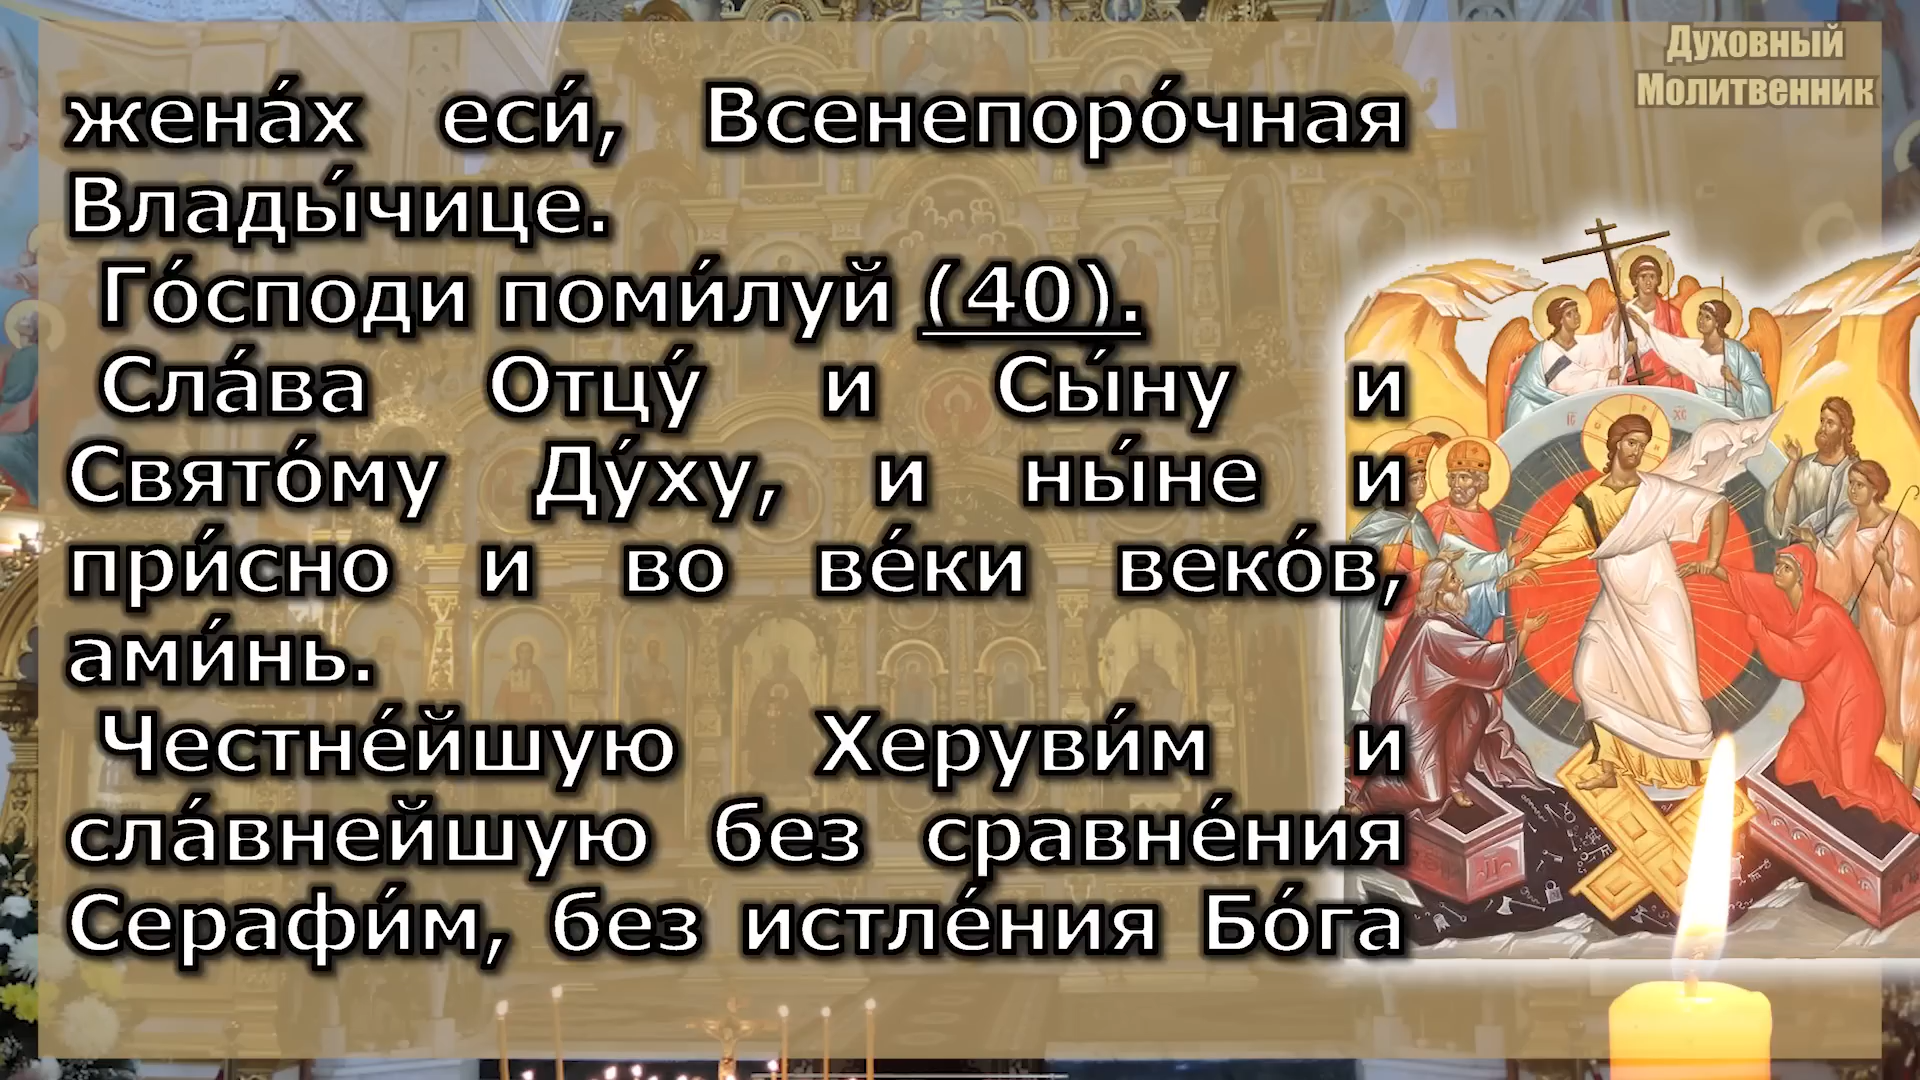 Духовный
Молитвенник
жена́х еси́, Всенепоро́чная
Влады́чице.
Го́споди поми́луй (40).
Сла́ва Отцу́ и Сы́ну и
Свято́му Ду́ху, и ны́не и
при́сно и во ве́ки веко́в,
ами́нь.
Честне́йшую Херуви́м и
сла́внейшую без сравне́ния
Серафи́м, без истле́ния Бо́га